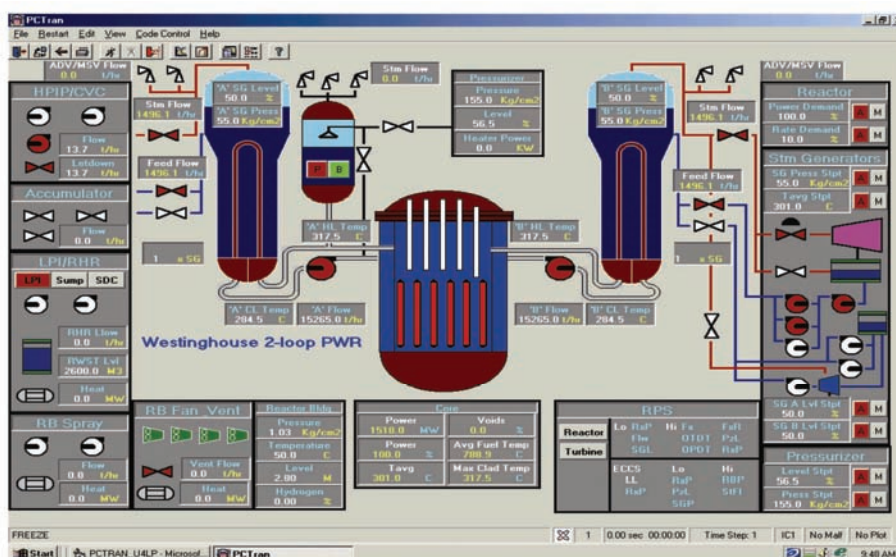 PCTran
File Restart Edit View Code Control Help
ADV/MSV Flow
0.0 t/hr
HPIP/CVC
Flow
13.7 t/hr
Letdown
13.7 t/hr
Accumulator
Flow
0.0 t/hr
LPI/RHR
LPI Sump SDC
RHR Llow
0.0 t/hr
RWST Lvl
2600.0 M3
Heat
0.0 MW
RB Spray
Flow
0.0 t/hr
Heat
0.0 MW
Stm Flow
1496.1 t/hr
Feed Flow
1496.1 t/hr
1 x SG
'A' SG Level
50.0 %
'A' SG Press
55.0 Kg/cm2
Stm Flow
0.0 t/hr
P B
Pressurizer
Pressure
155.0 Kg/cm2
Level
56.5 %
Heater Power
0.0 KW
'A' HL Temp
317.5 C
'B' HL Temp
317.5 C
'A' CL Temp
284.5 C
'A' Flow
15265.0 t/hr
'B' Flow
15265.0 t/hr
'B' CL Temp
284.5 C
Westinghouse 2-loop PWR
'B' SG Level
50.0 %
'B' SG Press
55.0 Kg/cm2
Stm Flow
1496.1 t/hr
Feed Flow
1496.1 t/hr
1 x SG
ADV/MSV Flow
0.0 t/hr
Reactor
Power Demand
100.0 % A M
Rate Demand
10.0 % A M
Stm Generators
SG Press Stpt
55.0 Kg/cm2 A M
Tavg Stpt
301.0 C A M
SG A Lvl Stpt
50.0 % A M
SG B Lvl Stpt
50.0 % A M
Pressurizer
Level Stpt
56.5 % A M
Press Stpt
155.0 Kg/cm2 A M
RB Fan Vent
Vent Flow
0.0 t/hr
Heat
0.0 MW
Reactor Bldg
Pressure
1.03 Kg/cm2
Temperature
50.0 C
Level
2.00 M
Hydrogen
0.00 %
Core
Power
1510.0 MW
Voids
0.0 %
Power
100.0 %
Avg Fuel Temp
788.9 C
Tavg
301.0 C
Max Clad Temp
317.5 C
RPS
Reactor
Turbine
Lo RxP Hi Fx FxR
Flw OTDT PzL
SGL OPDT RxP
ECCS Lo Hi
LL RxP RBP
RxP PzL StFl
SGP
FREEZE 1 0.00 sec 00:00:00 Time Step: 1 IC1 No Malf No Plot
Start PCTRAN_U4LP - Microsof... PCTran 9:48 AM